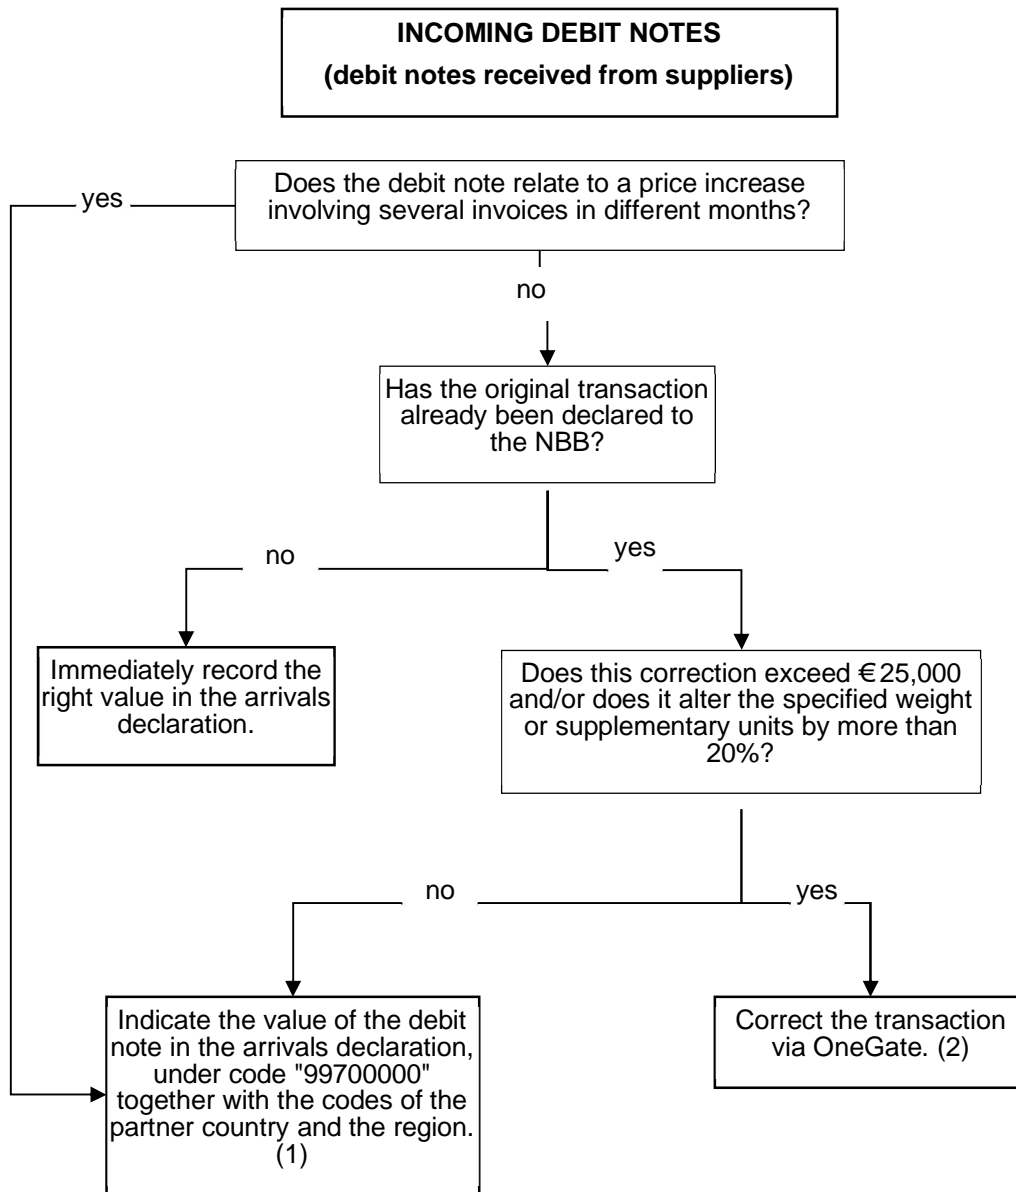 INCOMING DEBIT NOTES
(debit notes received from suppliers)
yes
Does the debit note relate to a price increase
involving several invoices in different months?
no
Has the original transaction
already been declared to
the NBB?
no
yes
Immediately record the
right value in the arrivals
declaration.
Does this correction exceed €25,000
and/or does it alter the specified weight
or supplementary units by more than
20%?
no
yes
Indicate the value of the debit
note in the arrivals declaration,
under code "99700000"
together with the codes of the
partner country and the region.
(1)
Correct the transaction
via OneGate. (2)